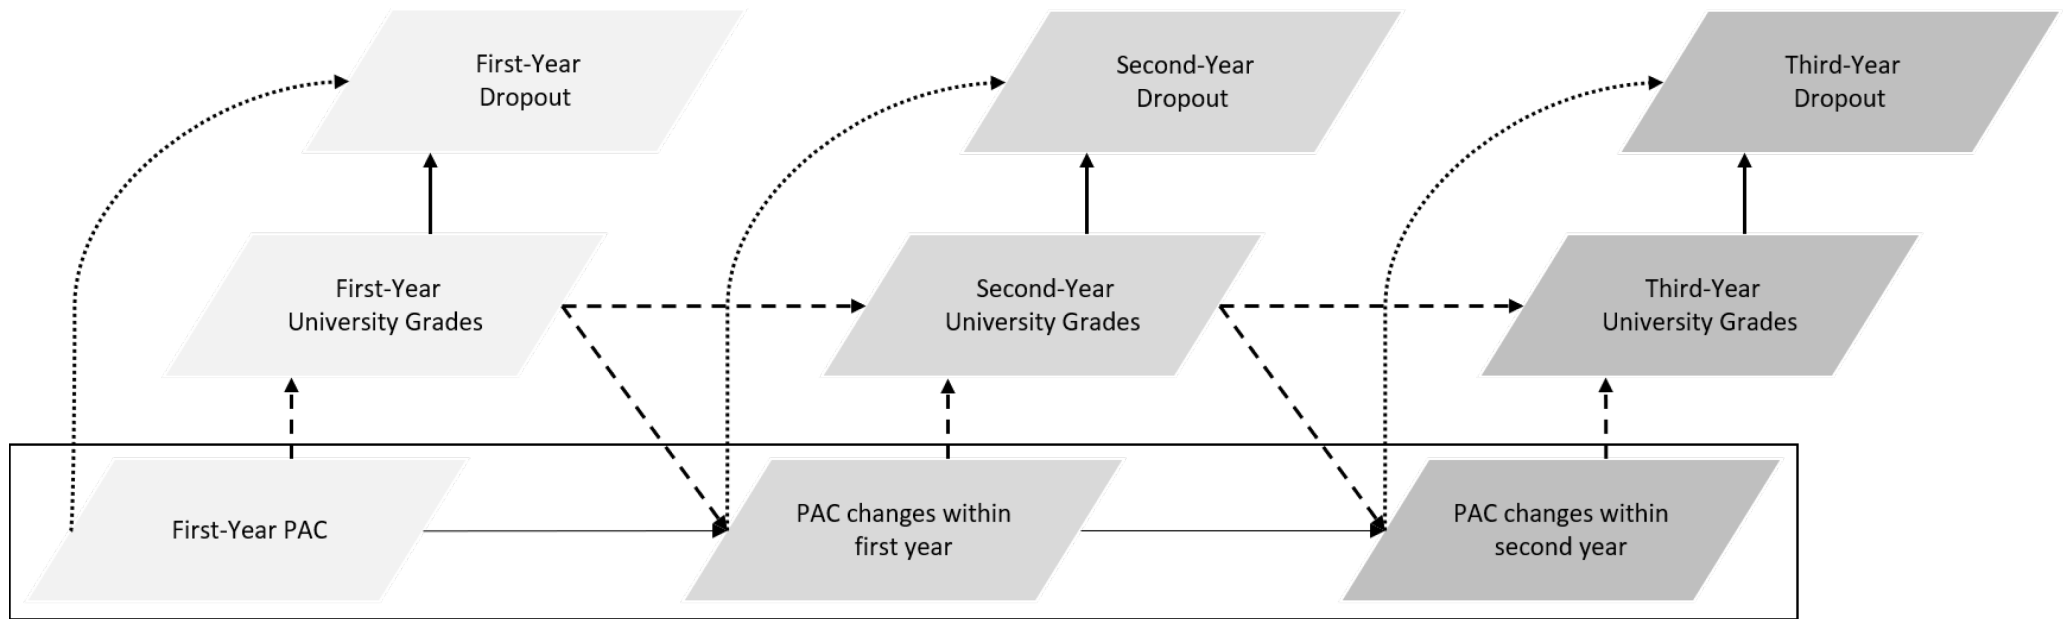 First-Year
Dropout
Second-Year
Dropout
Third-Year
Dropout
First-Year
University Grades
Second-Year
University Grades
Third-Year
University Grades
First-Year PAC
PAC changes within
first year
PAC changes within
second year